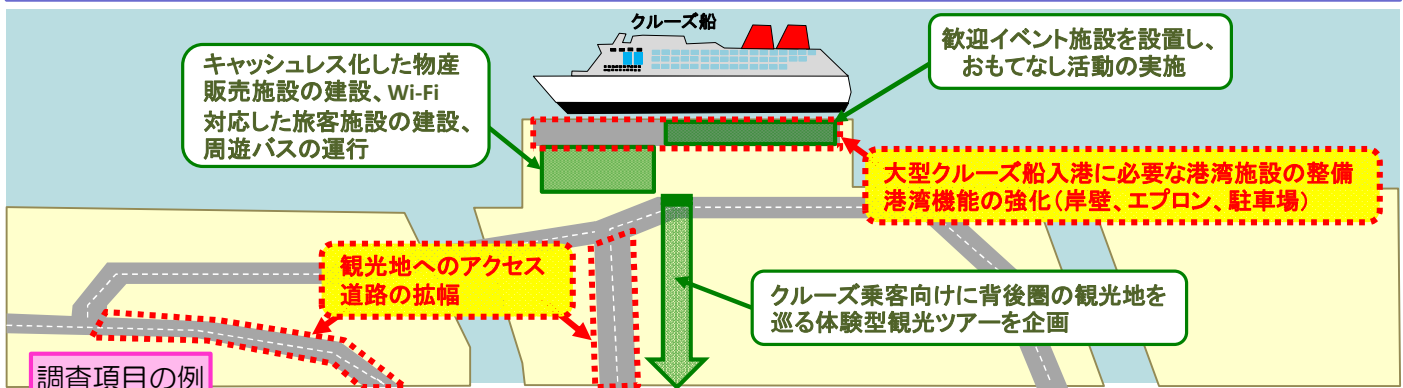 クルーズ船
キャッシュレス化した物産
販売施設の建設、Wi-Fi
対応した旅客施設の建設、
周遊バスの運行
歓迎イベント施設を設置し、
おもてなし活動の実施
大型クルーズ船入港に必要な港湾施設の整備
港湾機能の強化(岸壁、エプロン、駐車場)
観光地へのアクセス
道路の拡幅
クルーズ乗客向けに背後圏の観光地を
巡る体験型観光ツアーを企画
調査項目の例